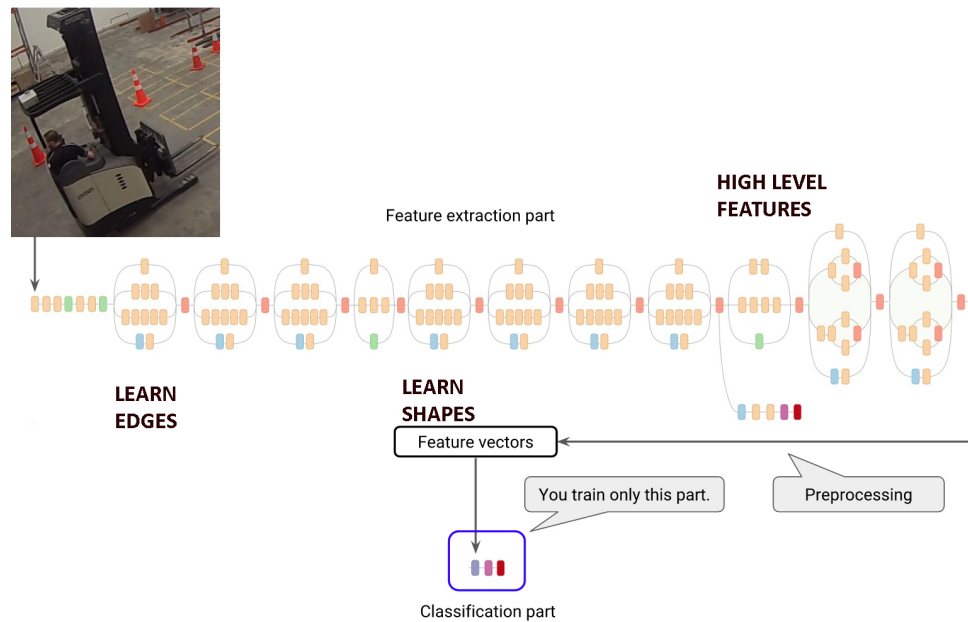 HIGH LEVEL
FEATURES
Feature extraction part
LEARN
EDGES
LEARN
SHAPES
Feature vectors
You train only this part.
Preprocessing
Classification part